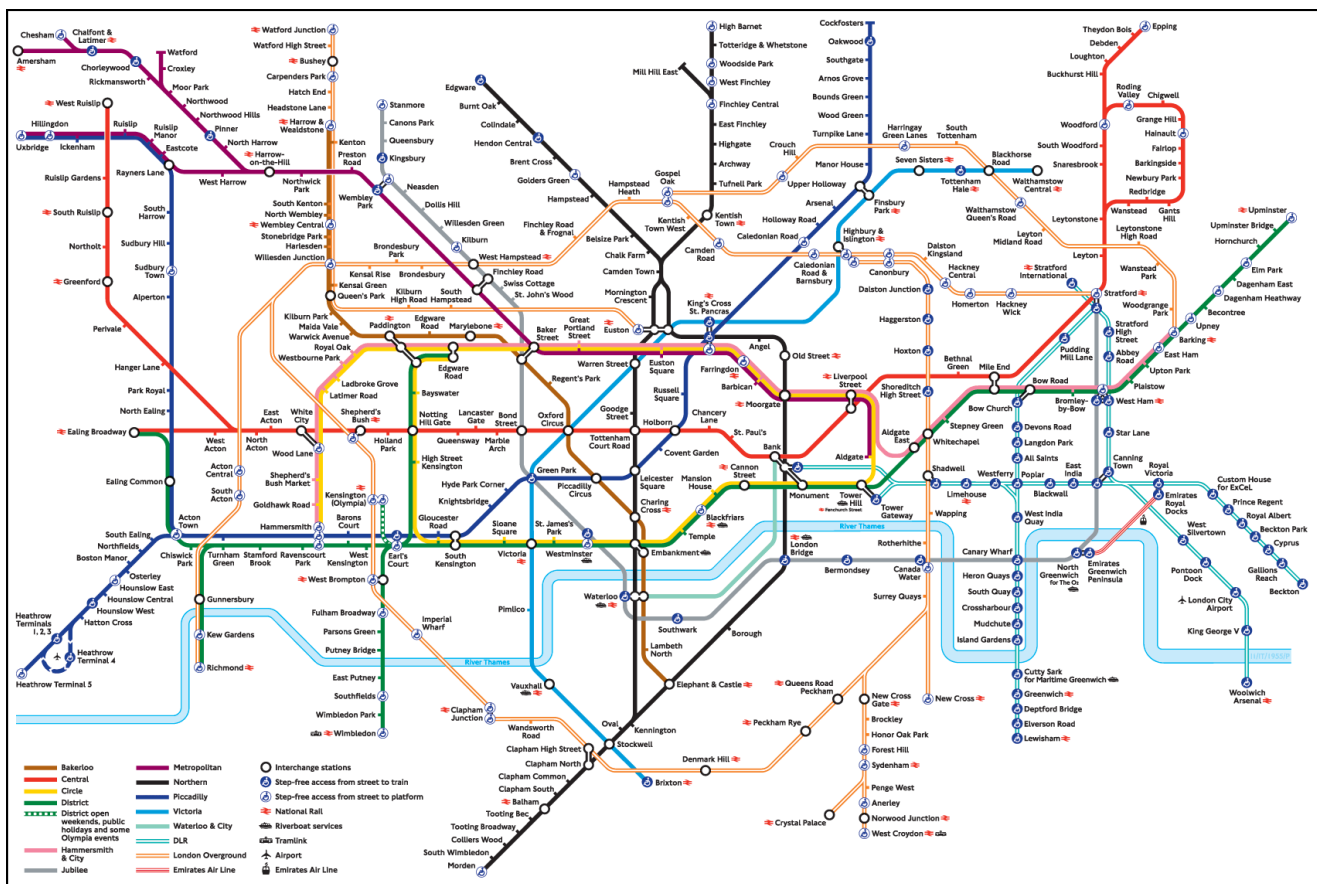 Chesham
Chalfont &
Latimer
Amersham
Chorleywood
Rickmansworth
Watford
Croxley
Moor Park
Northwood
Northwood Hills
Pinner
North Harrow
Harrow-
on-the-Hill
West Ruislip
Hillingdon
Ruislip
Ruislip
Manor
Uxbridge
Ickenham
Eastcote
Rayners Lane
West Harrow
Northwick
Park
Preston
Road
Wembley
Park
Ruislip
Gardens
South Ruislip
Northolt
Greenford
Perivale
Hanger Lane
South
Harrow
Sudbury Hill
Sudbury
Town
Alperton
Park Royal
North Ealing
Ealing Broadway
Ealing Common
West
Acton
North
Acton
East
Acton
White
City
Wood Lane
Shepherd's
Bush
Holland
Park
Notting
Hill Gate
Lancaster
Gate
Queensway
Marble
Arch
Bond
Street
Oxford
Circus
Tottenham
Court Road
Holborn
Chancery
Lane
St. Paul's
Bank
Watford Junction
Watford High Street
Bushey
Carpenders Park
Hatch End
Headstone Lane
Harrow &
Wealdstone
Kenton
South Kenton
North Wembley
Wembley Central
Stonebridge Park
Harlesden
Willesden Junction
Kensal Green
Queen's Park
Kilburn Park
Maida Vale
Warwick Avenue
Paddington
Edgware
Road
Marylebone
Baker
Street
Regent's Park
Stanmore
Canons Park
Queensbury
Kingsbury
Neasden
Dollis Hill
Willesden Green
Kilburn
West Hampstead
Finchley Road
Swiss Cottage
St. John's Wood
Kensal Rise
Brondesbury
Park
Brondesbury
Kilburn
High Road
South
Hampstead
Finchley Road
& Frognal
Hampstead
Heath
Gospel
Oak
Edgware
Burnt Oak
Colindale
Hendon Central
Brent Cross
Golders Green
Hampstead
Belsize Park
Chalk Farm
Camden Town
Mornington
Crescent
Euston
High Barnet
Totteridge & Whetstone
Woodside Park
Mill Hill East
West Finchley
Finchley Central
East Finchley
Highgate
Archway
Tufnell Park
Kentish
Town
Kentish
Town West
Camden
Road
Cockfosters
Oakwood
Southgate
Arnos Grove
Bounds Green
Wood Green
Turnpike Lane
Manor House
Finsbury
Park
Arsenal
Holloway Road
Caledonian Road
King's Cross
St. Pancras
Crouch
Hill
Upper Holloway
Harringay
Green Lanes
South
Tottenham
Seven Sisters
Tottenham
Hale
Blackhorse
Road
Walthamstow
Central
Walthamstow
Queen's Road
Leyton
Midland Road
Leytonstone
High Road
Wanstead
Park
Woodgrange
Park
Highbury &
Islington
Caledonian
Road &
Barnsbury
Canonbury
Dalston
Kingsland
Hackney
Central
Homerton
Hackney
Wick
Stratford
Stratford
International
Dalston Junction
Haggerston
Hoxton
Shoreditch
High Street
Theydon Bois
Epping
Debden
Loughton
Buckhurst Hill
Roding
Valley
Chigwell
Grange Hill
Hainault
Fairlop
Barkingside
Newbury Park
Redbridge
Gants
Hill
Wanstead
Woodford
South Woodford
Snaresbrook
Leytonstone
Leyton
Upminster
Upminster Bridge
Hornchurch
Elm Park
Dagenham East
Dagenham Heathway
Becontree
Upney
Barking
East Ham
Upton Park
Plaistow
West Ham
Bromley-
by-Bow
Bow Road
Mile End
Bethnal
Green
Stepney Green
Whitechapel
Aldgate
East
Aldgate
Liverpool
Street
Moorgate
Barbican
Farringdon
Old Street
Angel
Euston
Square
Great
Portland
Street
Warren Street
Goodge
Street
Russell
Square
Covent Garden
Leicester
Square
Piccadilly
Circus
Green Park
Hyde Park Corner
Knightsbridge
Edgware
Road
Royal Oak
Westbourne Park
Ladbroke Grove
Latimer Road
Shepherd's
Bush Market
Goldhawk Road
Hammersmith
Bayswater
High Street
Kensington
Kensington
(Olympia)
Barons
Court
Gloucester
Road
Earl's
Court
South
Kensington
Sloane
Square
Victoria
St. James's
Park
Westminster
Embankment
Charing
Cross
Temple
Blackfriars
Mansion
House
Cannon
Street
Monument
Tower
Hill
Fenchurch Street
Tower
Gateway
Acton
Central
South
Acton
Acton
Town
South Ealing
Northfields
Boston Manor
Osterley
Hounslow East
Hounslow Central
Hounslow West
Hatton Cross
Heathrow
Terminals
1, 2, 3
Heathrow
Terminal 4
Heathrow Terminal 5
Chiswick
Park
Turnham
Green
Stamford
Brook
Ravenscourt
Park
West
Kensington
Gunnersbury
Kew Gardens
Richmond
West Brompton
Fulham Broadway
Parsons Green
Putney Bridge
East Putney
Southfields
Wimbledon Park
Wimbledon
Imperial
Wharf
Clapham
Junction
Wandsworth
Road
Pimlico
Vauxhall
Stockwell
Brixton
Waterloo
Southwark
Lambeth
North
Elephant & Castle
London
Bridge
Borough
Kennington
Oval
Clapham High Street
Clapham North
Clapham Common
Clapham South
Balham
Tooting Bec
Tooting Broadway
Colliers Wood
South Wimbledon
Morden
Denmark Hill
Peckham Rye
Queens Road
Peckham
Bermondsey
Canada
Water
Rotherhithe
Wapping
Shadwell
Surrey Quays
New Cross
New Cross
Gate
Brockley
Honor Oak Park
Forest Hill
Sydenham
Penge West
Anerley
Norwood Junction
West Croydon
Crystal Palace
Pudding
Mill Lane
Stratford
High
Street
Abbey
Road
Bow Church
Devons Road
Langdon Park
All Saints
Star Lane
Limehouse
Westferry
Poplar
Blackwall
East
India
Canning
Town
Royal
Victoria
Custom House
for ExCeL
Prince Regent
Royal Albert
Beckton Park
Cyprus
Gallions
Reach
Beckton
Emirates
Royal
Docks
West
Silvertown
Pontoon
Dock
London City
Airport
King George V
Woolwich
Arsenal
West India
Quay
Canary Wharf
Heron Quays
South Quay
Crossharbour
Mudchute
Island Gardens
Cutty Sark
for Maritime Greenwich
Greenwich
Deptford Bridge
Elverson Road
Lewisham
North
Greenwich
for The O2
Emirates
Greenwich
Peninsula
River Thames
River Thames
Bakerloo
Central
Circle
District
District open
weekends, public
holidays and some
Olympia events
Hammersmith
& City
Jubilee
Metropolitan
Northern
Piccadilly
Victoria
Waterloo & City
DLR
London Overground
Emirates Air Line
Interchange stations
Step-free access from street to train
Step-free access from street to platform
National Rail
Riverboat services
Tramlink
Airport
Emirates Air Line